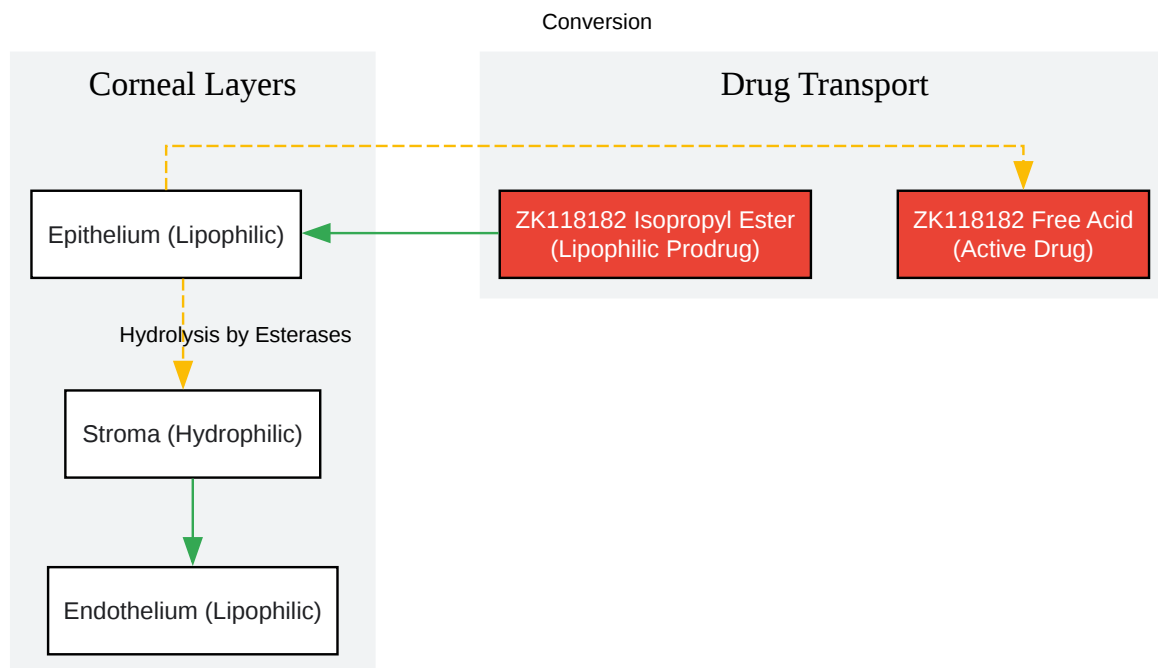 Conversion
Corneal Layers
Drug Transport
Epithelium (Lipophilic)
ZK118182 Isopropyl Ester
(Lipophilic Prodrug)
ZK118182 Free Acid
(Active Drug)
Hydrolysis by Esterases
Stroma (Hydrophilic)
Endothelium (Lipophilic)